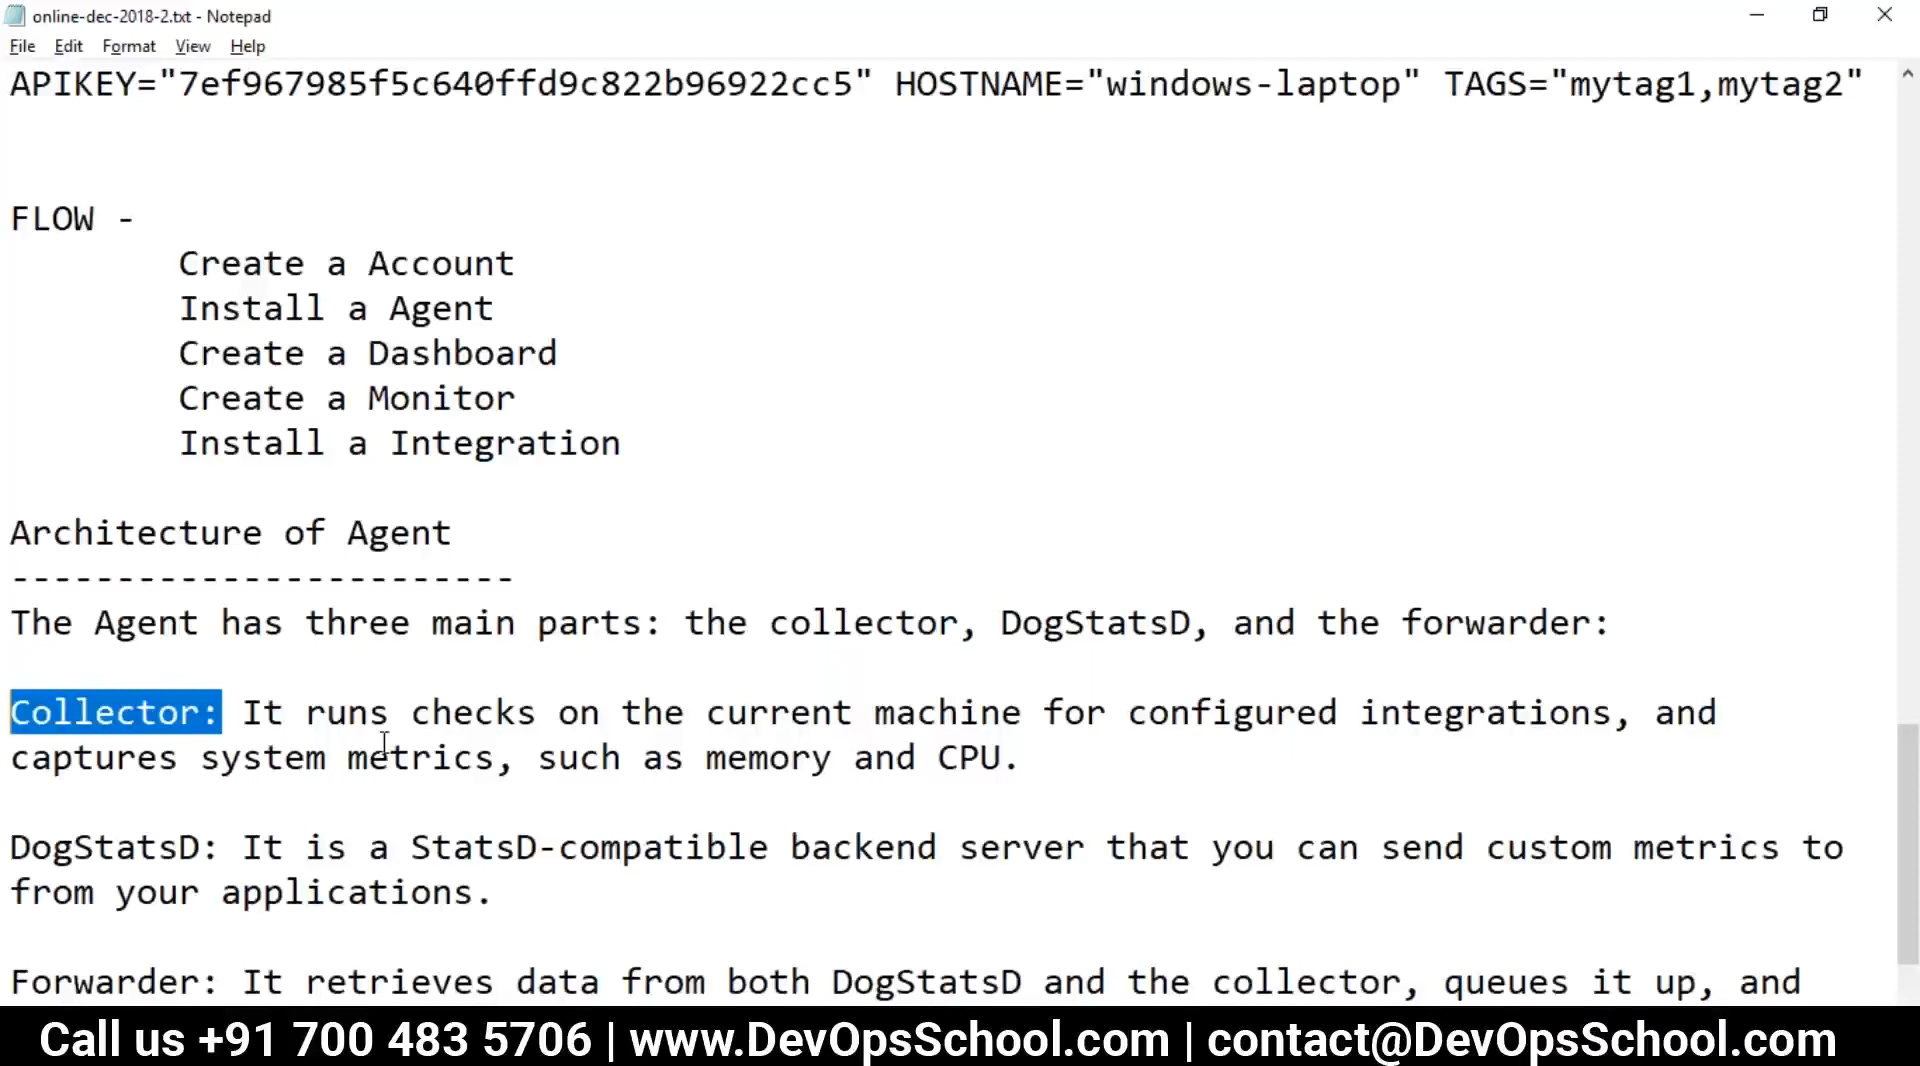 online-dec-2018-2.txt - Notepad
File Edit Format View Help
APIKEY="7ef967985f5c640ffd9c822b96922cc5" HOSTNAME="windows-laptop" TAGS="mytag1,mytag2"
FLOW -
Create a Account
Install a Agent
Create a Dashboard
Create a Monitor
Install a Integration
Architecture of Agent
------------------------
The Agent has three main parts: the collector, DogStatsD, and the forwarder:
Collector: It runs checks on the current machine for configured integrations, and
captures system metrics, such as memory and CPU.
DogStatsD: It is a StatsD-compatible backend server that you can send custom metrics to
from your applications.
Forwarder: It retrieves data from both DogStatsD and the collector, queues it up, and
Call us +91 700 483 5706 | www.DevOpsSchool.com | contact@DevOpsSchool.com